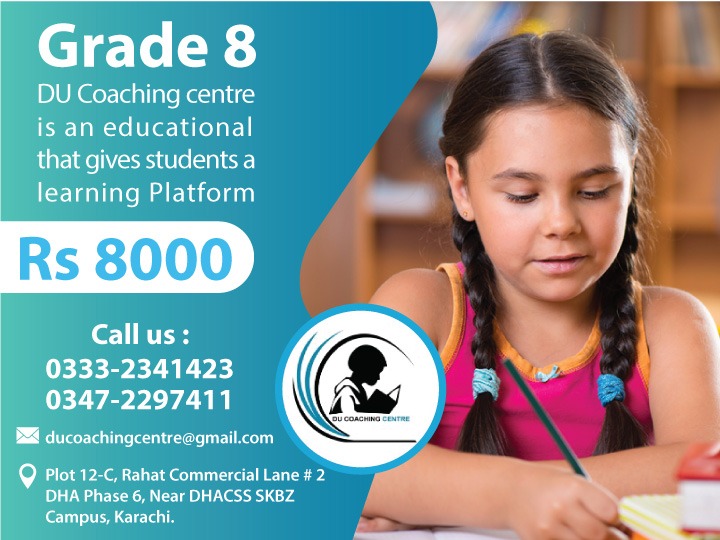 Grade 8
DU Coaching centre
is an educational
that gives students a
learning Platform
Rs 8000
Call us :
0333-2341423
0347-2297411
ducoachingcentre@gmail.com
DU COACHING CENTRE
Plot 12-C, Rahat Commercial Lane # 2
DHA Phase 6, Near DHACSS SKBZ
Campus, Karachi.